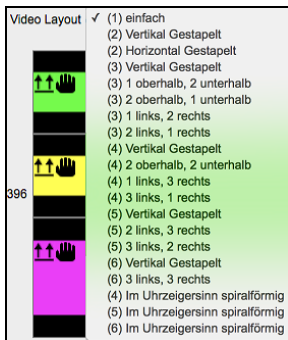 Video Layout ✓ (1) einfach
(2) Vertikal Gestapelt
(2) Horizontal Gestapelt
(3) Vertikal Gestapelt
(3) 1 oberhalb, 2 unterhalb
(3) 2 oberhalb, 1 unterhalb
(3) 1 links, 2 rechts
(3) 2 links, 1 rechts
(4) Vertikal Gestapelt
(4) 2 oberhalb, 2 unterhalb
(4) 1 links, 3 rechts
396
(4) 3 links, 1 rechts
(5) Vertikal Gestapelt
(5) 2 links, 3 rechts
(5) 3 links, 2 rechts
(6) Vertikal Gestapelt
(6) 3 links, 3 rechts
(4) Im Uhrzeigersinn spiralförmig
(5) Im Uhrzeigersinn spiralförmig
(6) Im Uhrzeigersinn spiralförmig